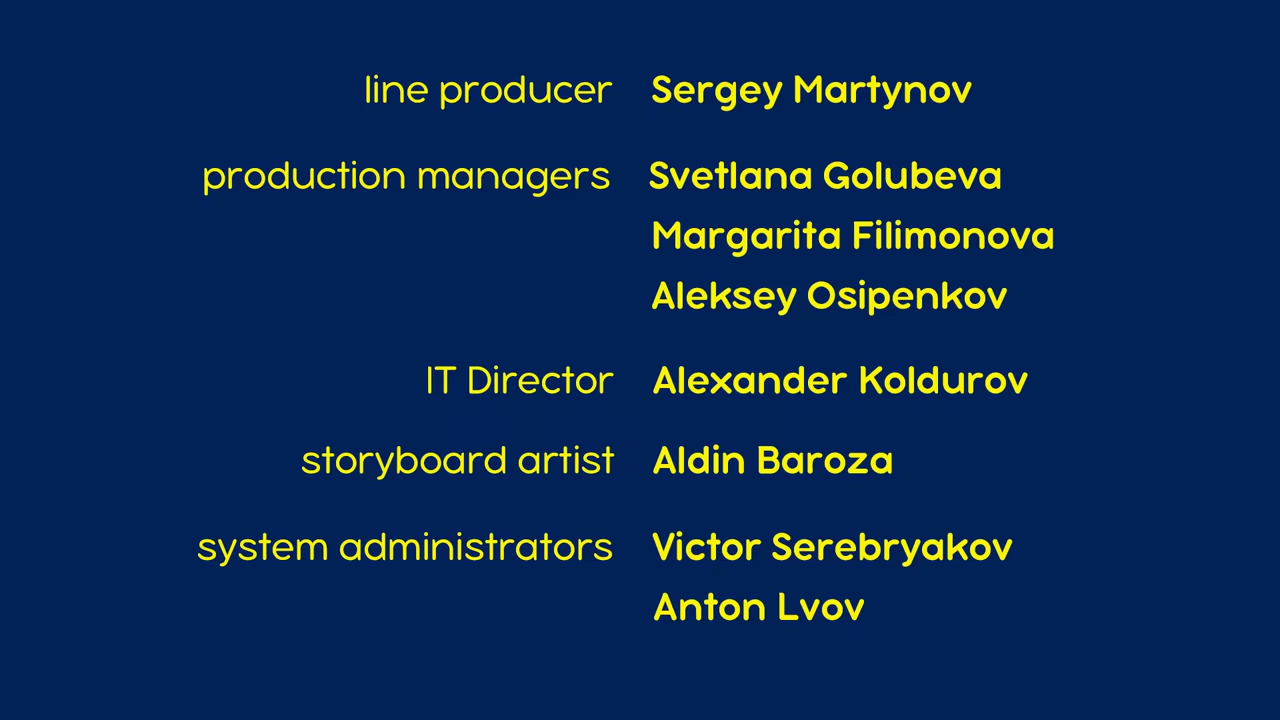 line producer Sergey Martynov
production managers Svetlana Golubeva
Margarita Filimonova
Aleksey Osipenkov
IT Director Alexander Koldurov
storyboard artist Aldin Baroza
system administrators Victor Serebryakov
Anton Lvov